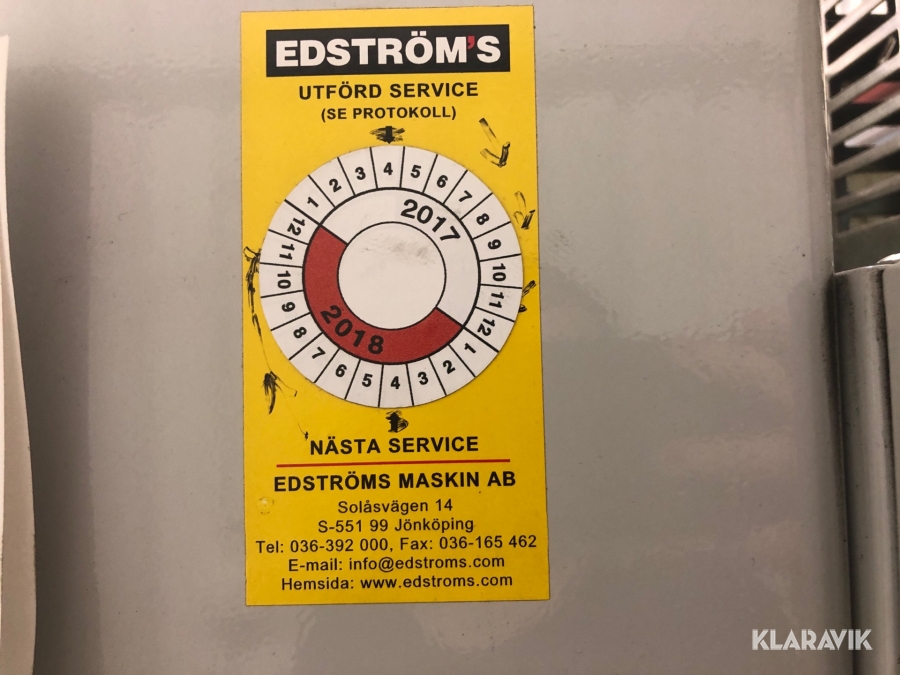 EDSTRÖM'S
UTFÖRD SERVICE
(SE PROTOKOLL)
1 2 3 4 5 6 7 8 9 10 11 12
2017
1 2 3 4 5 6 7 8 9 10 11 12
2018
NÄSTA SERVICE
EDSTRÖMS MASKIN AB
Solåsvägen 14
S-551 99 Jönköping
Tel: 036-392 000, Fax: 036-165 462
E-mail: info@edstroms.com
Hemsida: www.edstroms.com
KLARAVIK